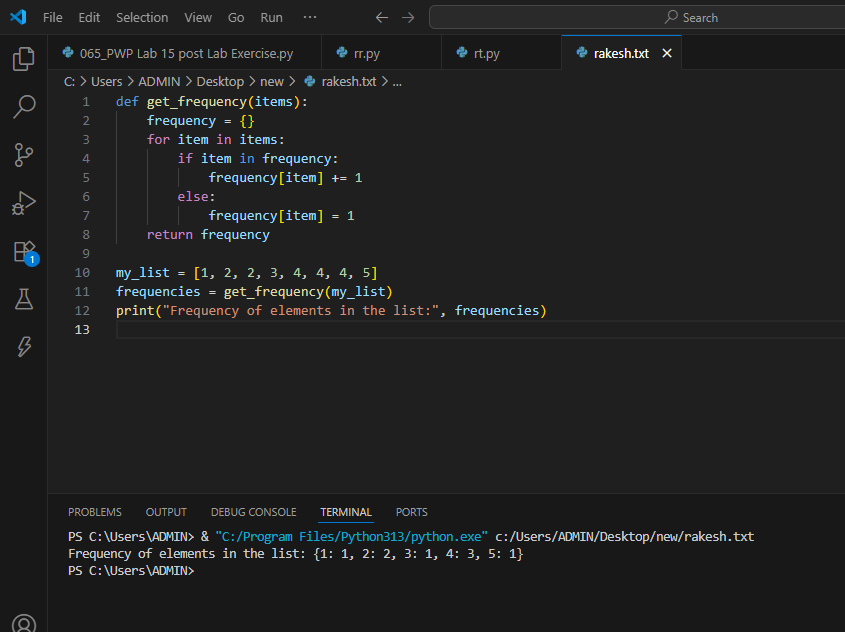 File Edit Selection View Go Run ··· Search
065_PWP Lab 15 post Lab Exercise.py rr.py rt.py rakesh.txt
C: > Users > ADMIN > Desktop > new > rakesh.txt > ...
1 def get_frequency(items):
2     frequency = {}
3     for item in items:
4         if item in frequency:
5             frequency[item] += 1
6         else:
7             frequency[item] = 1
8     return frequency
9
10 my_list = [1, 2, 2, 3, 4, 4, 4, 5]
11 frequencies = get_frequency(my_list)
12 print("Frequency of elements in the list:", frequencies)
13
1
PROBLEMS OUTPUT DEBUG CONSOLE TERMINAL PORTS
PS C:\Users\ADMIN> & "C:/Program Files/Python313/python.exe" c:/Users/ADMIN/Desktop/new/rakesh.txt
Frequency of elements in the list: {1: 1, 2: 2, 3: 1, 4: 3, 5: 1}
PS C:\Users\ADMIN>